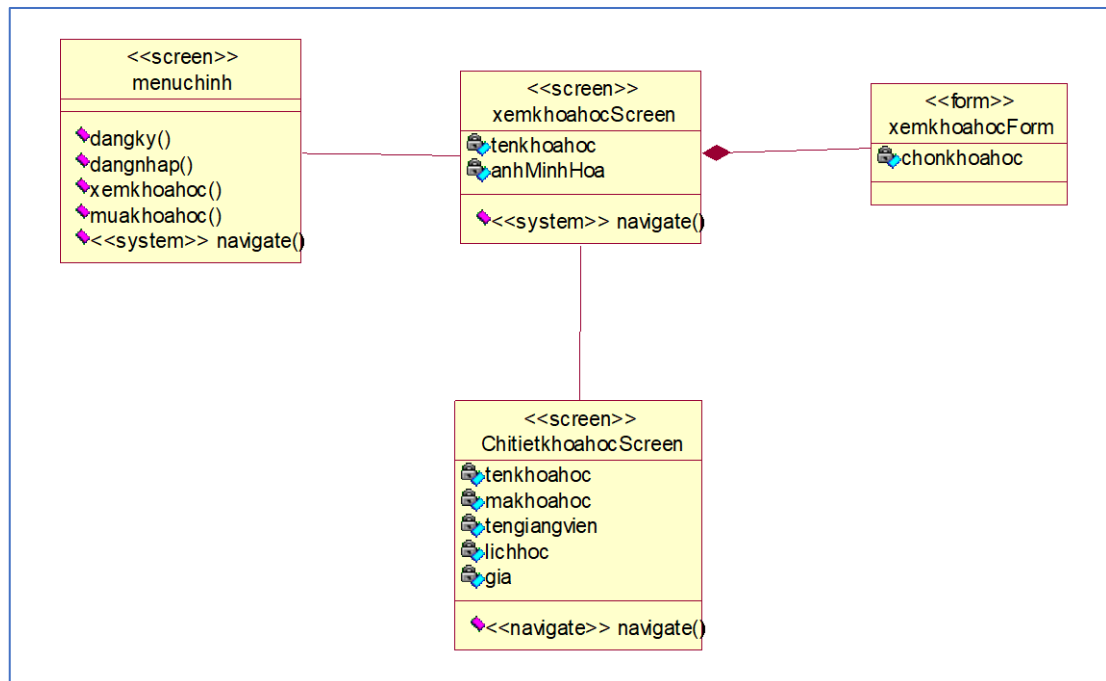 <<screen>>
menuchinh
dangky()
dangnhap()
xemkhoahoc()
muakhoahoc()
<<system>> navigate()
<<screen>>
xemkhoahocScreen
tenkhoahoc
anhMinhHoa
<<system>> navigate()
<<form>>
xemkhoahocForm
chonkhoahoc
<<screen>>
ChitietkhoahocScreen
tenkhoahoc
makhoahoc
tengiangvien
lichhoc
gia
<<navigate>> navigate()